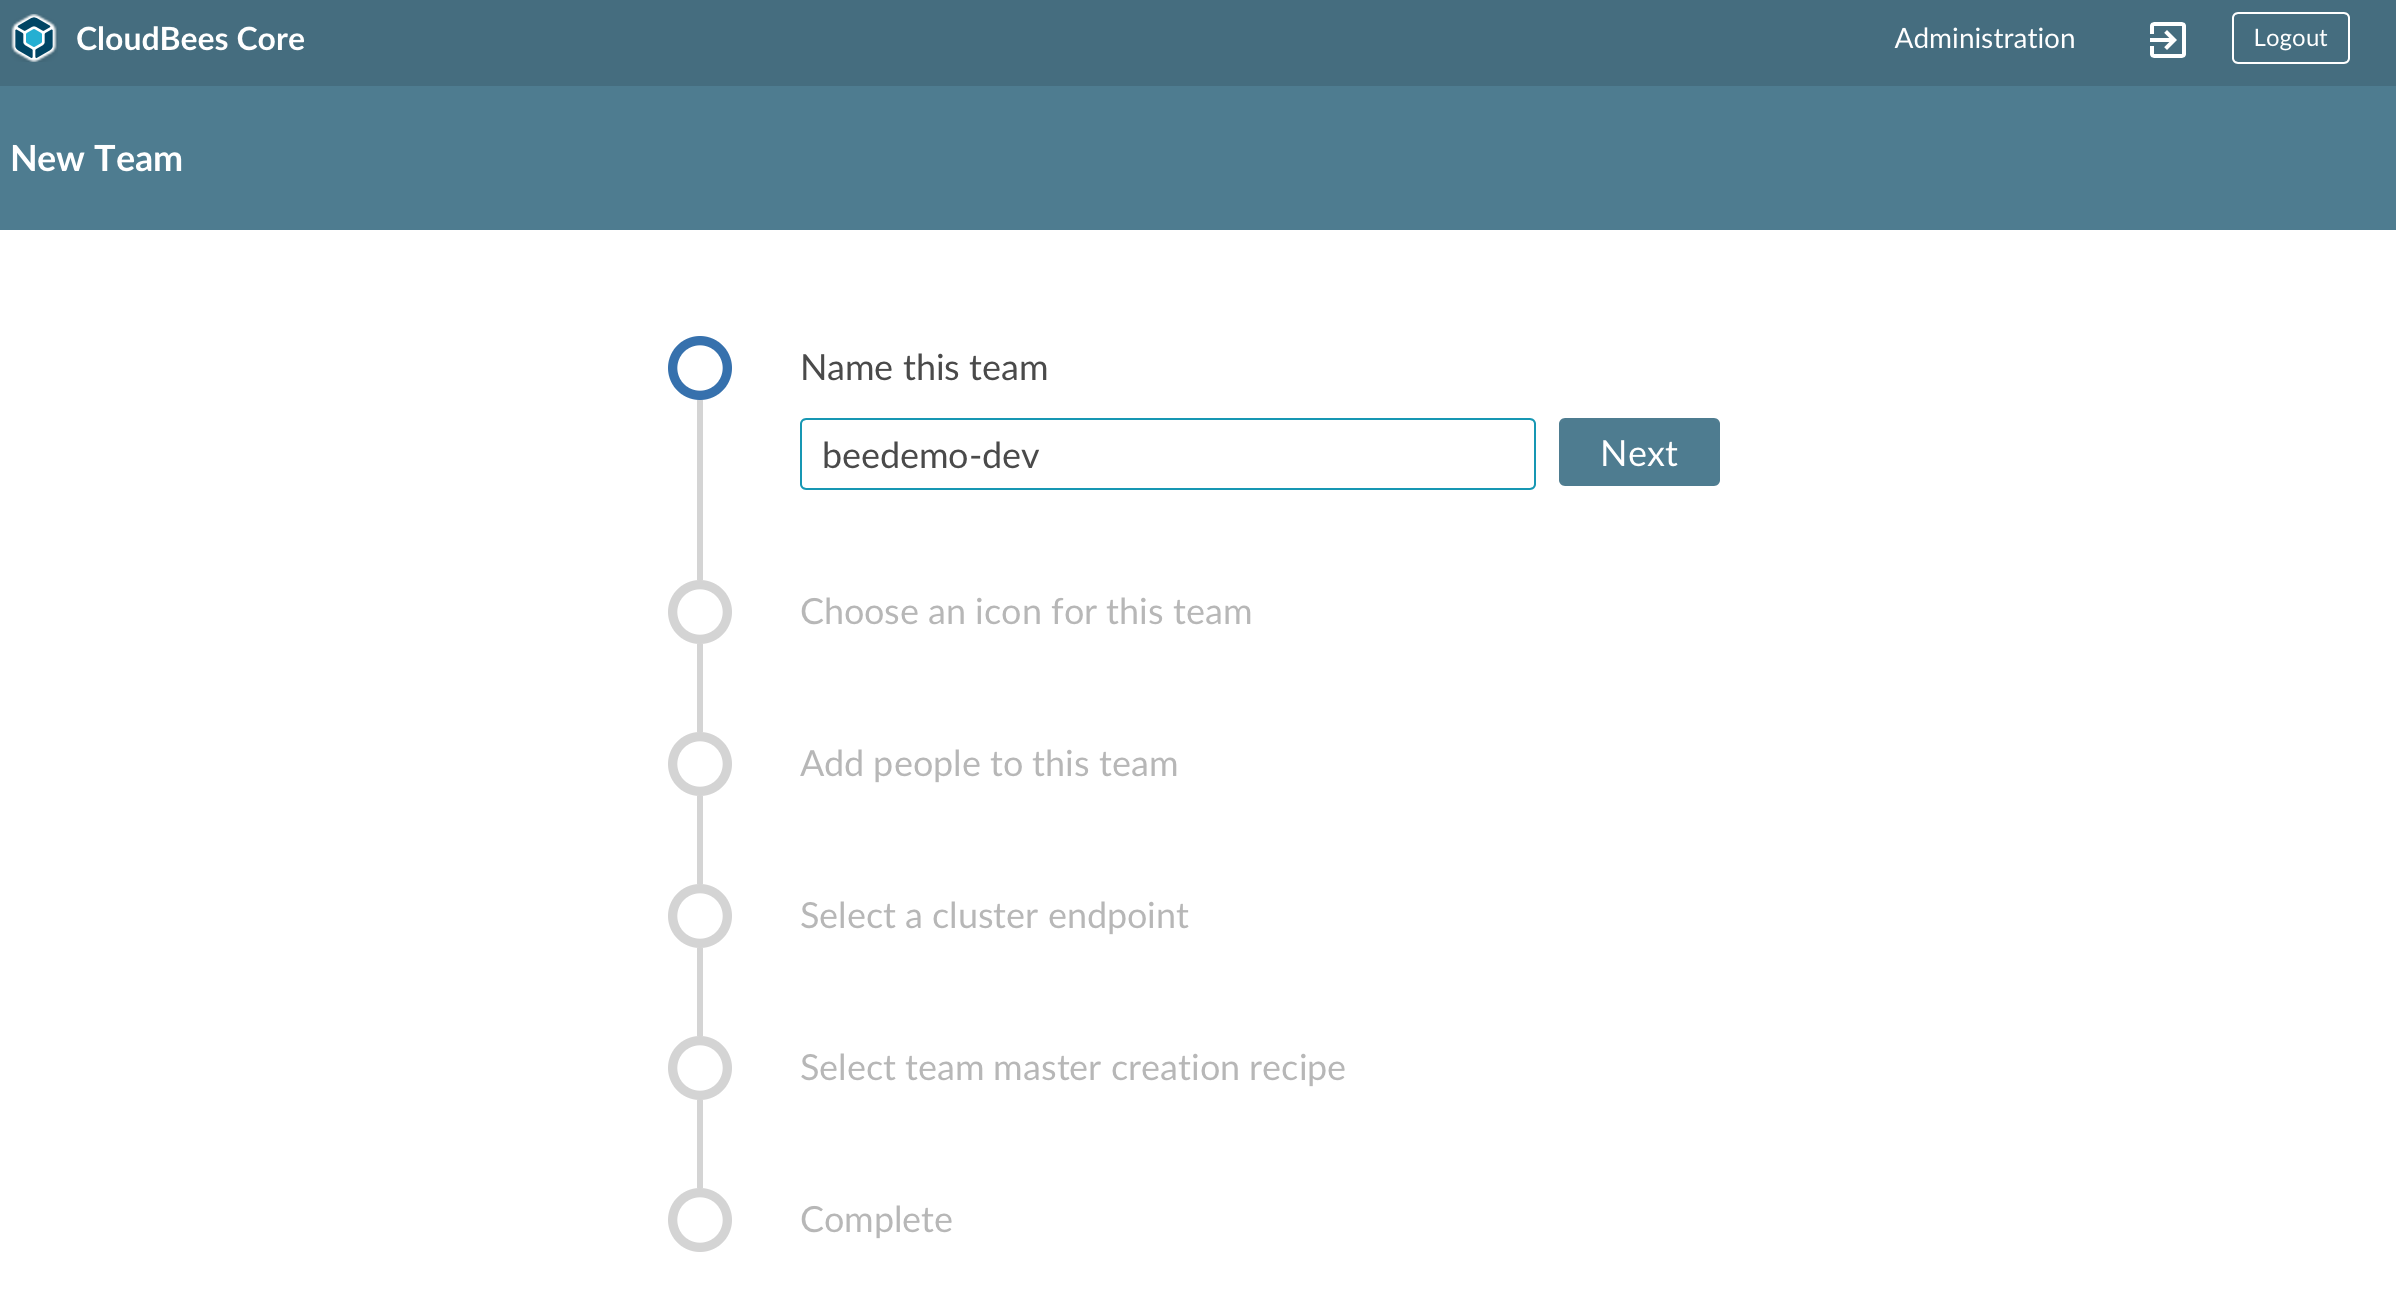 CloudBees Core
Administration
Logout
New Team
Name this team
beedemo-dev
Next
Choose an icon for this team
Add people to this team
Select a cluster endpoint
Select team master creation recipe
Complete